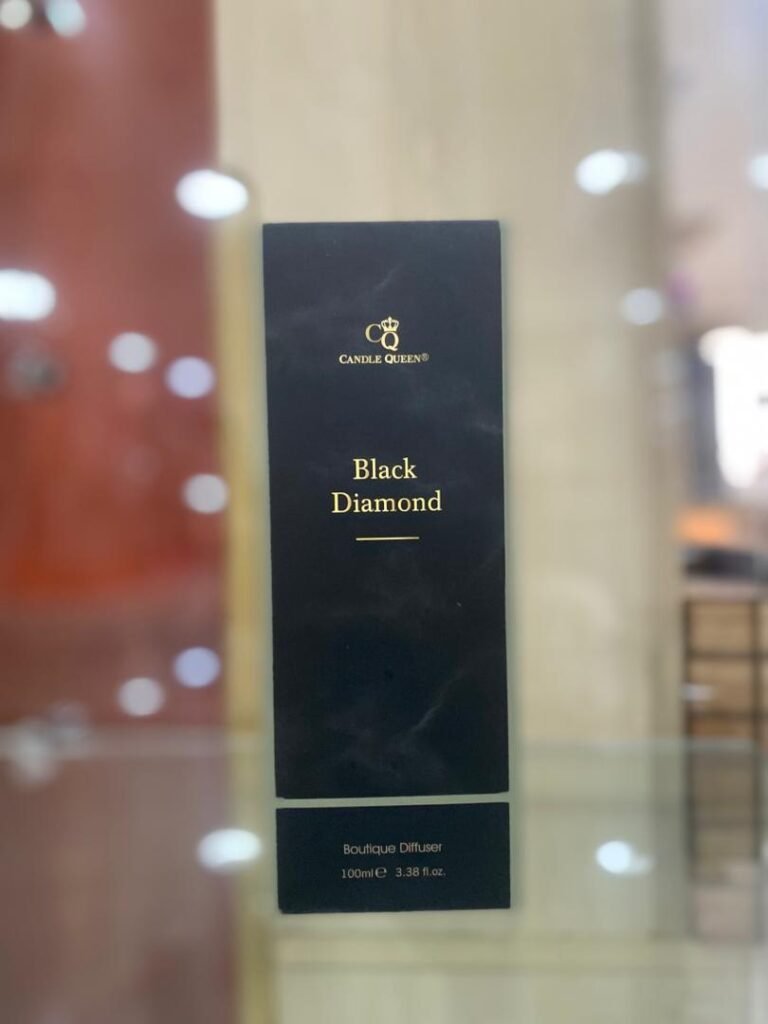 CQ
CANDLE QUEEN®
Black
Diamond
Boutique Diffuser
100ml℮ 3.38 fl.oz.